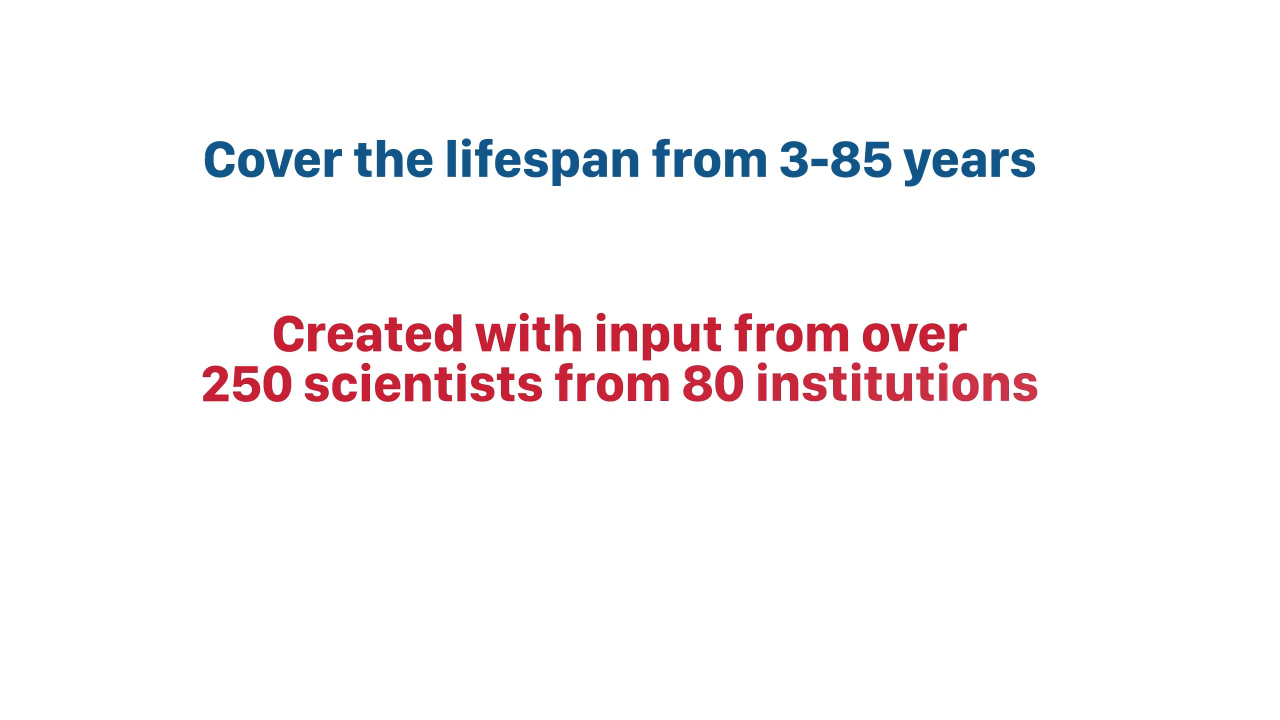 Cover the lifespan from 3-85 years
Created with input from over
250 scientists from 80 institutions